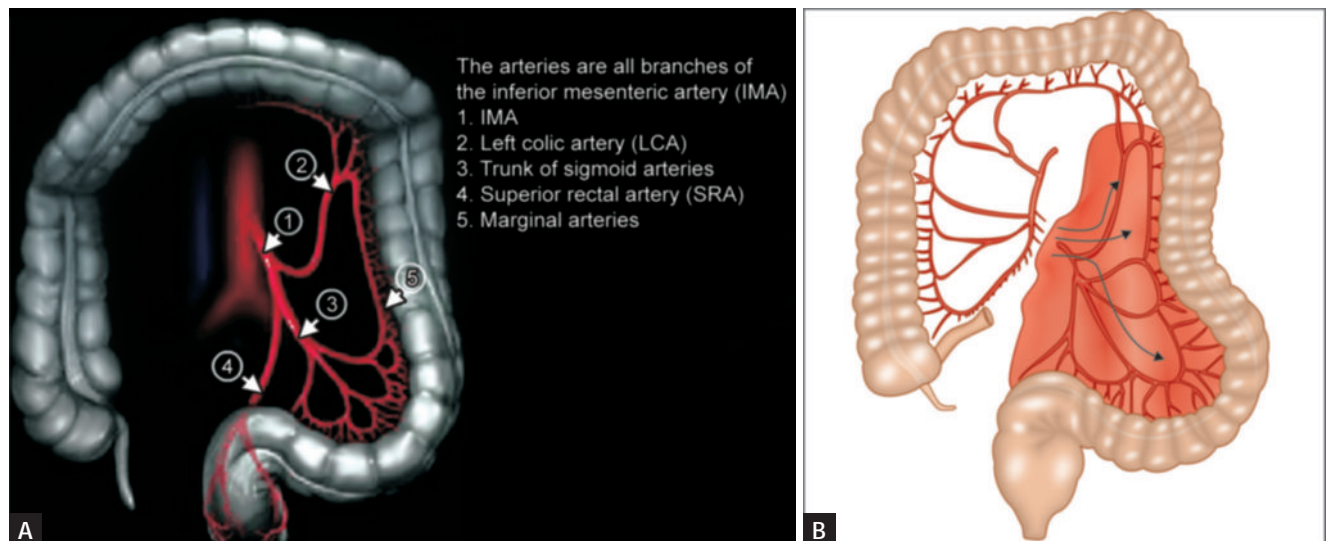 The arteries are all branches of
the inferior mesenteric artery (IMA)
1. IMA
2. Left colic artery (LCA)
3. Trunk of sigmoid arteries
4. Superior rectal artery (SRA)
5. Marginal arteries
2
1
5
3
4
A
B